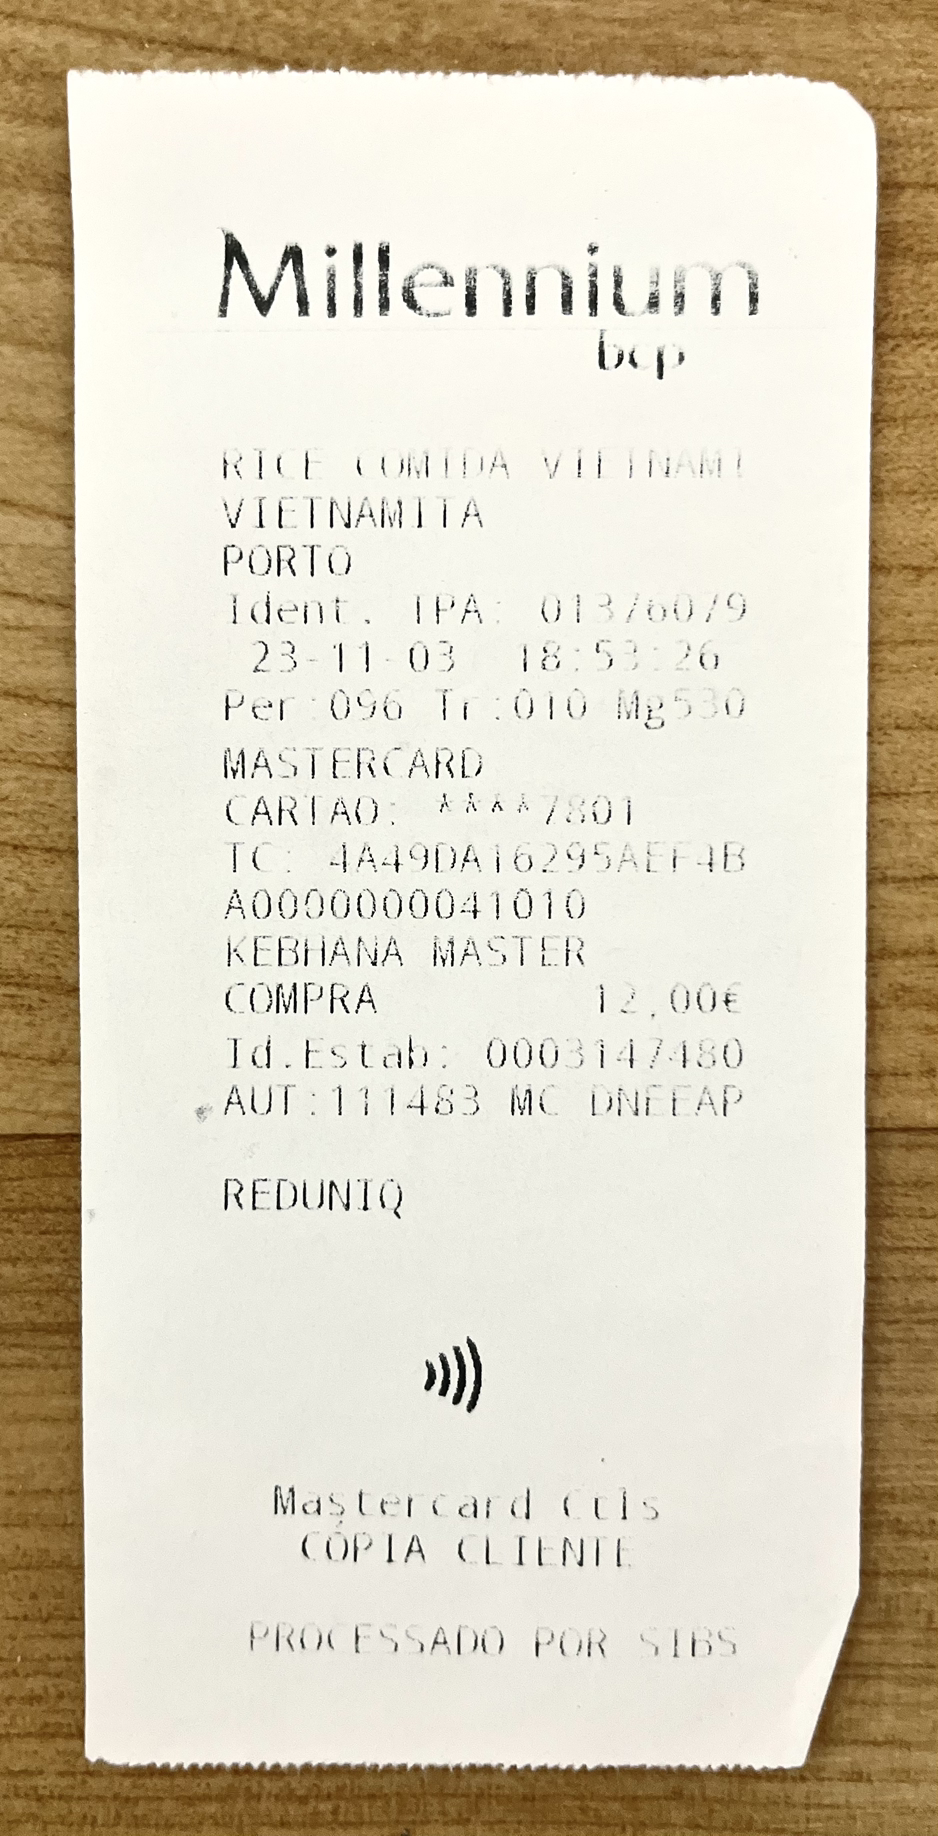 Millennium
bcp
RICE COMIDA VIETNAMI
VIETNAMITA
PORTO
Ident. TPA: 01376079
23-11-03 18:53:26
Per:096 Tr:010 Mg530
MASTERCARD
CARTAO: ****7801
TC: 4A49DA16295AEF4B
A0000000041010
KEBHANA MASTER
COMPRA 12,00€
Id.Estab: 0003147480
AUT:111483 MC DNEEAP
REDUNIQ
Mastercard Ctls
CÓPIA CLIENTE
PROCESSADO POR SIBS